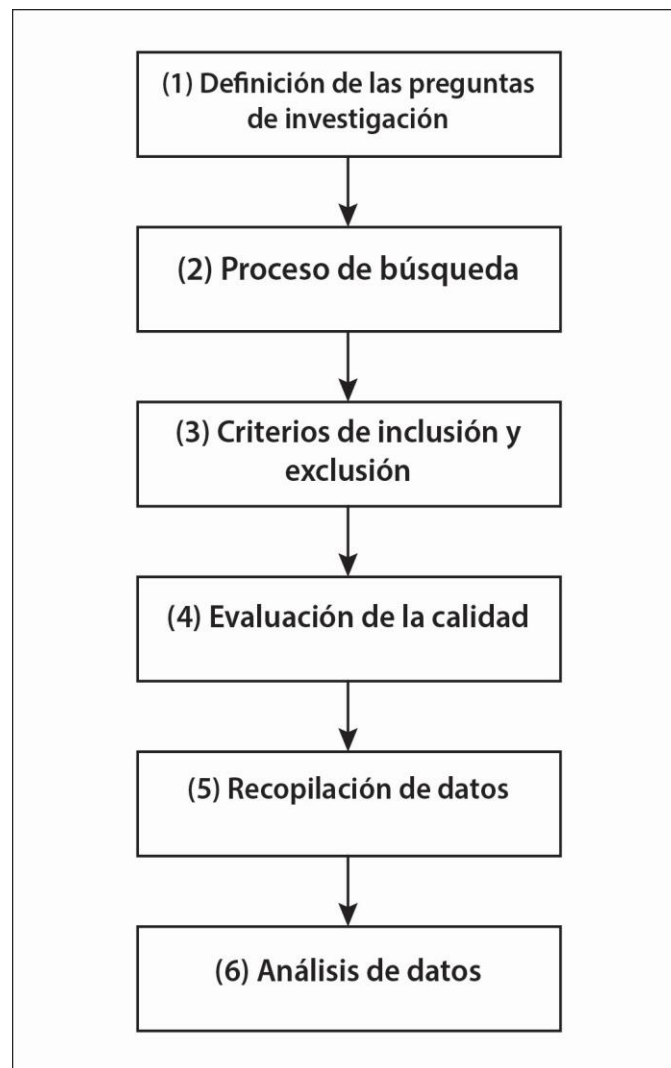 (1) Definición de las preguntas
de investigación
(2) Proceso de búsqueda
(3) Criterios de inclusión y
exclusión
(4) Evaluación de la calidad
(5) Recopilación de datos
(6) Análisis de datos